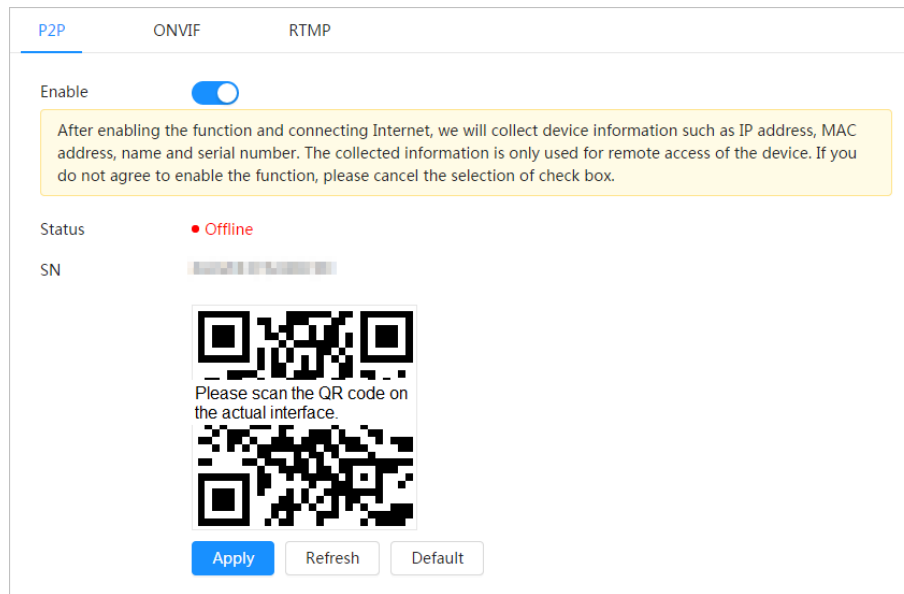 P2P ONVIF RTMP
Enable
After enabling the function and connecting Internet, we will collect device information such as IP address, MAC
address, name and serial number. The collected information is only used for remote access of the device. If you
do not agree to enable the function, please cancel the selection of check box.
Status • Offline
SN
Please scan the QR code on
the actual interface.
Apply Refresh Default